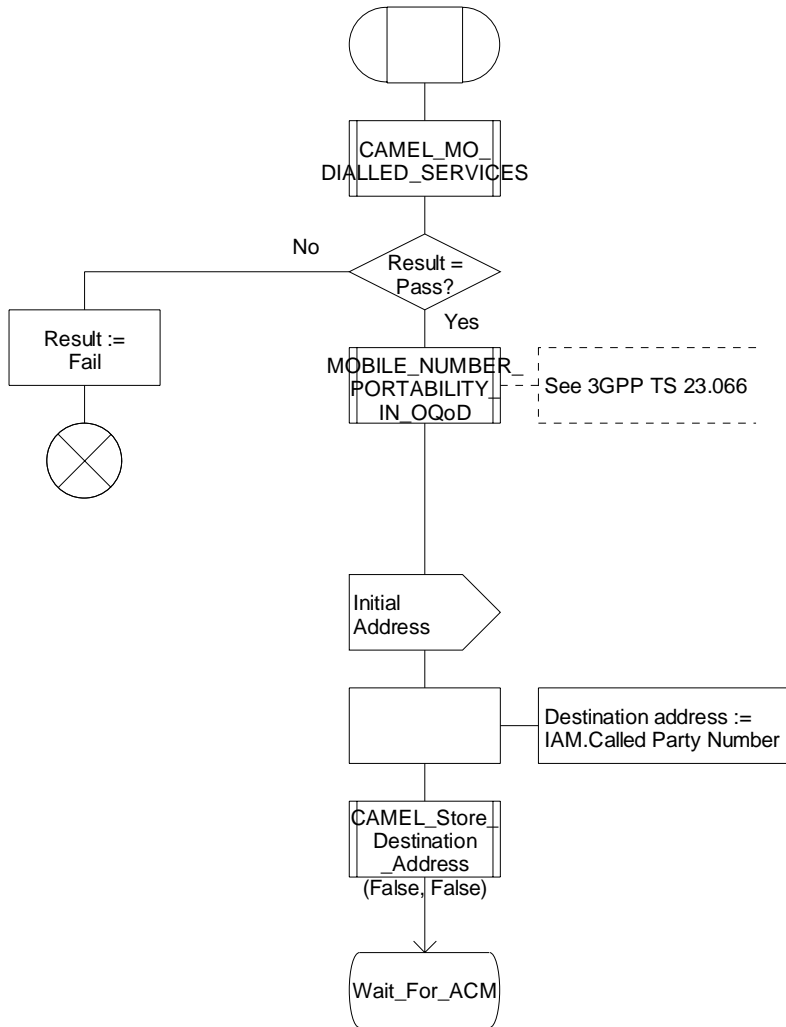 CAMEL_MO_
DIALLED_SERVICES
No
Result =
Pass?
Yes
Result :=
Fail
MOBILE_NUMBER_
PORTABILITY_
IN_OQoD
See 3GPP TS 23.066
Initial
Address
Destination address :=
IAM.Called Party Number
CAMEL_Store_
Destination
_Address
(False, False)
Wait_For_ACM